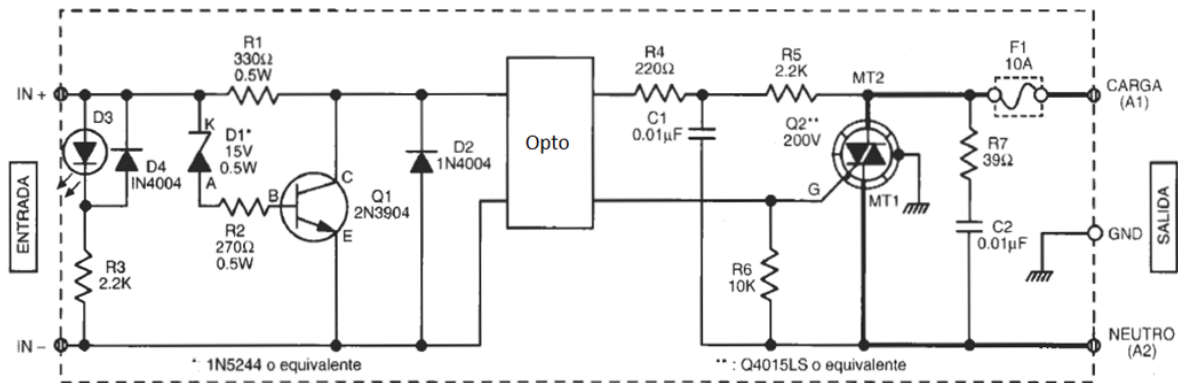 R1
330Ω
0.5W
R4
220Ω
R5
2.2K
F1
10A
IN +
D3
K
D1*
15V
0.5W
A
D4
IN4004
D2
1N4004
Opto
C1
0.01µF
MT2
Q2**
200V
G
MT1
R7
39Ω
CARGA
(A1)
ENTRADA
R2
270Ω
0.5W
B
C
E
Q1
2N3904
R3
2.2K
R6
10K
C2
0.01µF
GND
SALIDA
IN −
NEUTRO
(A2)
*: 1N5244 o equivalente
** : Q4015LS o equivalente